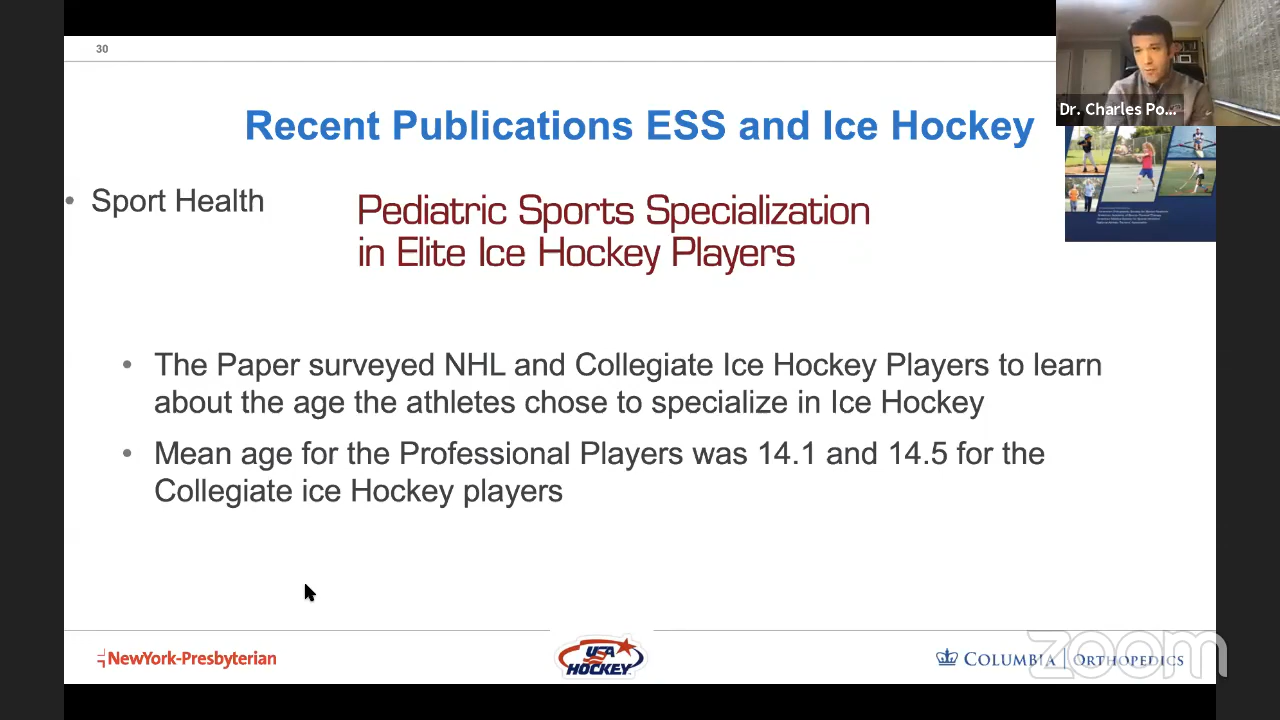 30
Recent Publications ESS and Ice Hockey
Dr. Charles Po...
• Sport Health
Pediatric Sports Specialization
in Elite Ice Hockey Players
• The Paper surveyed NHL and Collegiate Ice Hockey Players to learn
about the age the athletes chose to specialize in Ice Hockey
• Mean age for the Professional Players was 14.1 and 14.5 for the
Collegiate ice Hockey players
NewYork-Presbyterian
USA
HOCKEY
COLUMBIA | ORTHOPEDICS
zoom